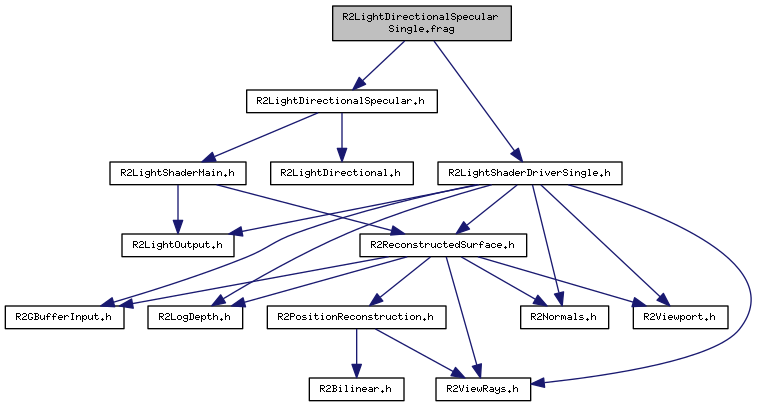 R2LightDirectionalSpecular
Single.frag
R2LightDirectionalSpecular.h
R2LightShaderMain.h
R2LightDirectional.h
R2LightShaderDriverSingle.h
R2LightOutput.h
R2ReconstructedSurface.h
R2GBufferInput.h
R2LogDepth.h
R2PositionReconstruction.h
R2Normals.h
R2Viewport.h
R2Bilinear.h
R2ViewRays.h